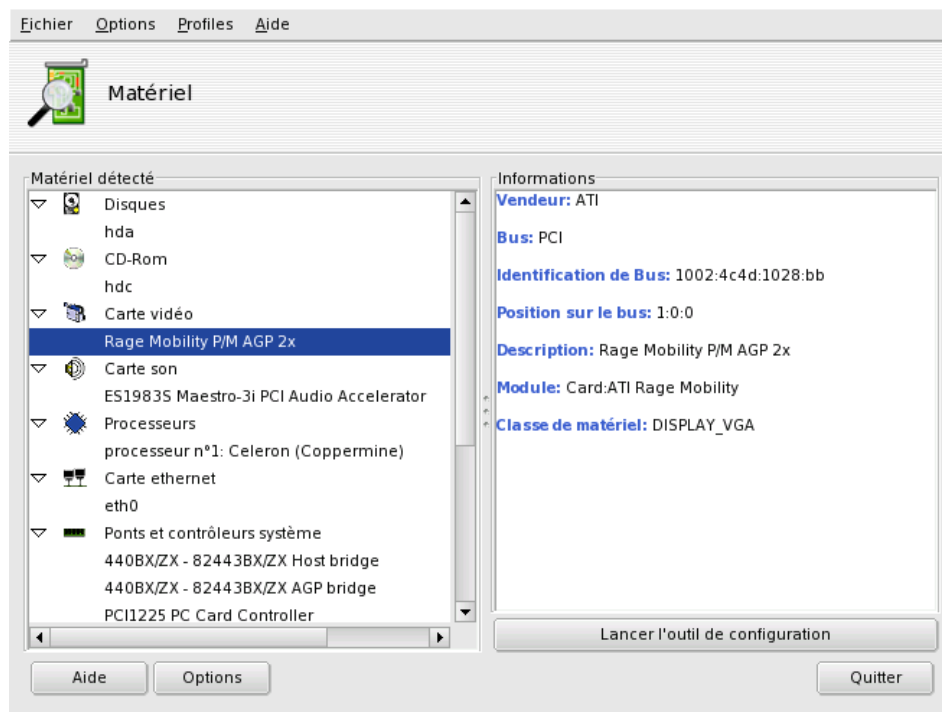 Fichier Options Profiles Aide
Matériel
Matériel détecté
Disques
hda
CD-Rom
hdc
Carte vidéo
Rage Mobility P/M AGP 2x
Carte son
ES1983S Maestro-3i PCI Audio Accelerator
Processeurs
processeur n°1: Celeron (Coppermine)
Carte ethernet
eth0
Ponts et contrôleurs système
440BX/ZX - 82443BX/ZX Host bridge
440BX/ZX - 82443BX/ZX AGP bridge
PCI1225 PC Card Controller
Informations
Vendeur: ATI
Bus: PCI
Identification de Bus: 1002:4c4d:1028:bb
Position sur le bus: 1:0:0
Description: Rage Mobility P/M AGP 2x
Module: Card:ATI Rage Mobility
Classe de matériel: DISPLAY_VGA
Lancer l'outil de configuration
Aide Options Quitter